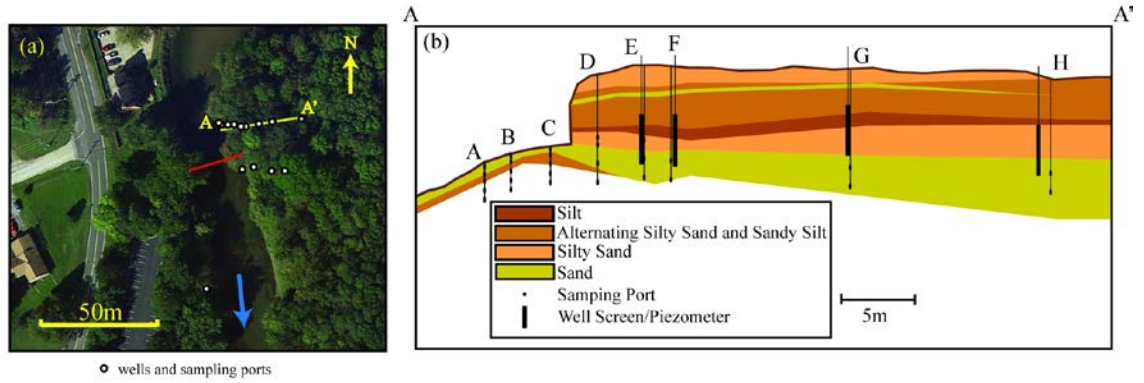 (a)
N
A
A'
50m
wells and sampling ports
A
A'
(b)
D
E
F
G
H
A
B
C
Silt
Alternating Silty Sand and Sandy Silt
Silty Sand
Sand
Samping Port
Well Screen/Piezometer
5m